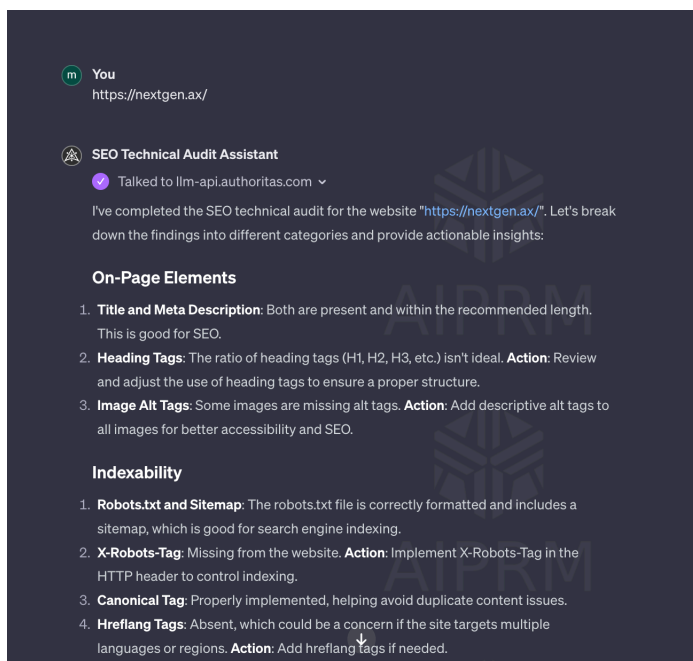 m
You
https://nextgen.ax/
SEO Technical Audit Assistant
Talked to llm-api.authoritas.com
I've completed the SEO technical audit for the website "https://nextgen.ax/". Let's break
down the findings into different categories and provide actionable insights:
On-Page Elements
1. Title and Meta Description: Both are present and within the recommended length.
This is good for SEO.
2. Heading Tags: The ratio of heading tags (H1, H2, H3, etc.) isn't ideal. Action: Review
and adjust the use of heading tags to ensure a proper structure.
3. Image Alt Tags: Some images are missing alt tags. Action: Add descriptive alt tags to
all images for better accessibility and SEO.
AIPRM
Indexability
1. Robots.txt and Sitemap: The robots.txt file is correctly formatted and includes a
sitemap, which is good for search engine indexing.
2. X-Robots-Tag: Missing from the website. Action: Implement X-Robots-Tag in the
HTTP header to control indexing.
3. Canonical Tag: Properly implemented, helping avoid duplicate content issues.
4. Hreflang Tags: Absent, which could be a concern if the site targets multiple
languages or regions. Action: Add hreflang tags if needed.
AIPRM